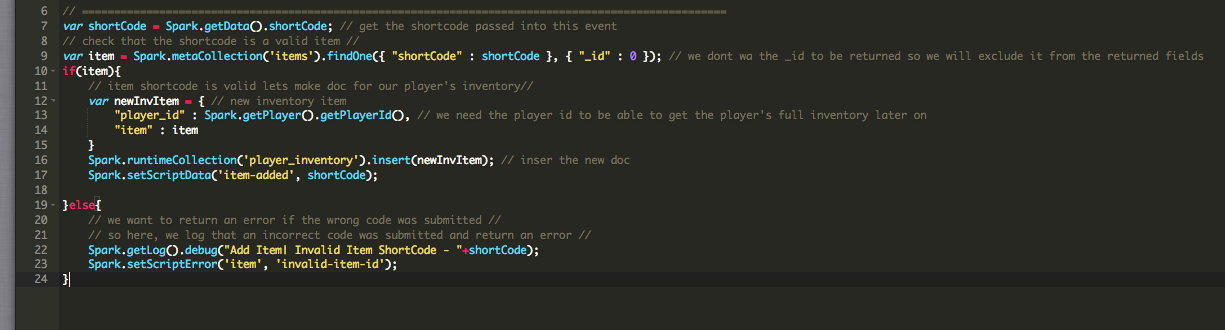 6 // ====================================================================================================
7 var shortCode = Spark.getData().shortCode; // get the shortcode passed into this event
8 // check that the shortcode is a valid item //
9 var item = Spark.metaCollection('items').findOne({ "shortCode" : shortCode }, { "_id" : 0 }); // we dont wa the _id to be returned so we will exclude it from the returned fields
10 if(item){
11 // item shortcode is valid lets make doc for our player's inventory//
12 var newInvItem = { // new inventory item
13 "player_id" : Spark.getPlayer().getPlayerId(), // we need the player id to be able to get the player's full inventory later on
14 "item" : item
15 }
16 Spark.runtimeCollection('player_inventory').insert(newInvItem); // inser the new doc
17 Spark.setScriptData('item-added', shortCode);
18
19 }else{
20 // we want to return an error if the wrong code was submitted //
21 // so here, we log that an incorrect code was submitted and return an error //
22 Spark.getLog().debug("Add Item| Invalid Item ShortCode - "+shortCode);
23 Spark.setScriptError('item', 'invalid-item-id');
24 }